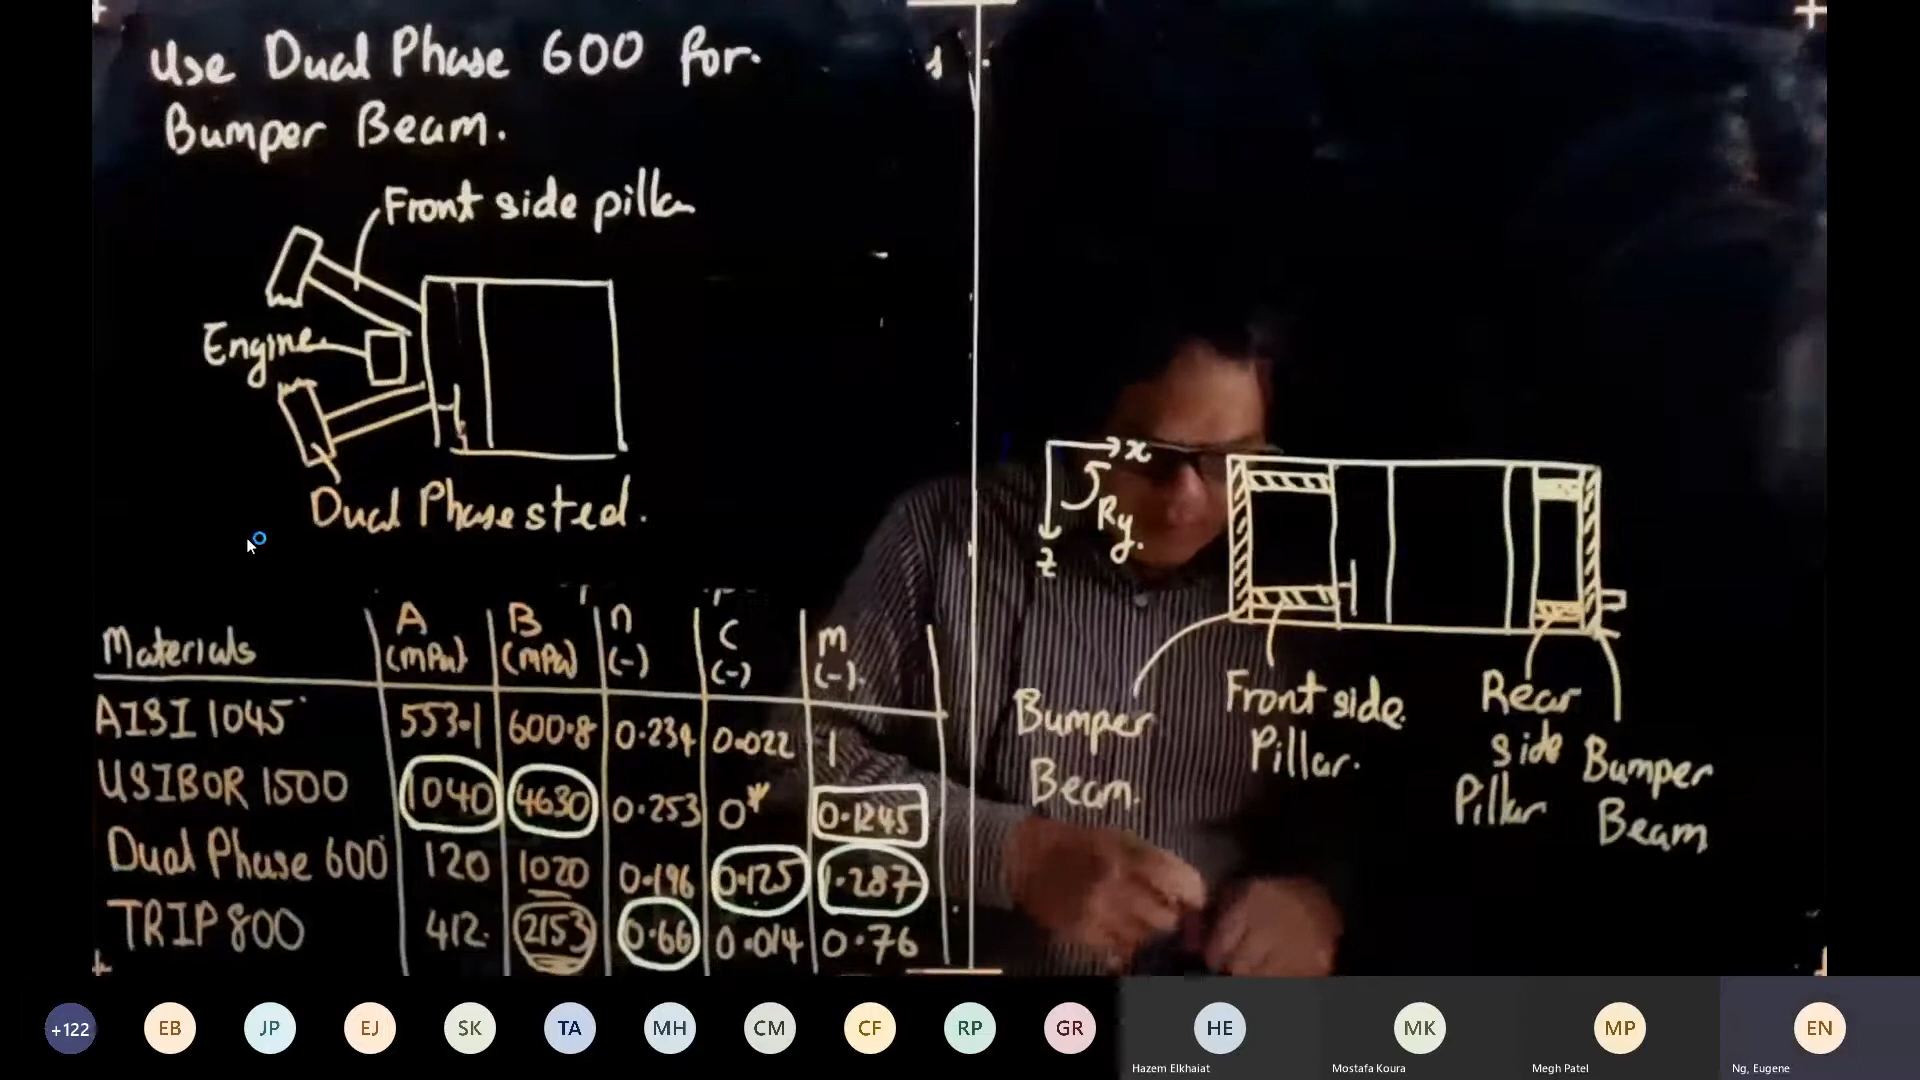 Use Dual Phase 600 for.
Bumper Beam.
Front side pillar
Engine
Dual Phase steel.
Materials A (MPa) B (MPa) n (-) C (-) m (-).
AISI 1045 553.1 600.8 0.234 0.022 1
USIBOR 1500 1040 4630 0.253 0* 0.1245
Dual Phase 600 120 1020 0.196 0.125 1.287
TRIP 800 412. 2153 0.66 0.014 0.76
x
Ry.
z
Bumper
Beam.
Front side
Pillar.
Rear
side
Pillar
Bumper
Beam
+122 EB JP EJ SK TA MH CM CF RP GR HE MK MP EN
Hazem Elkhaiat Mostafa Koura Megh Patel Ng, Eugene